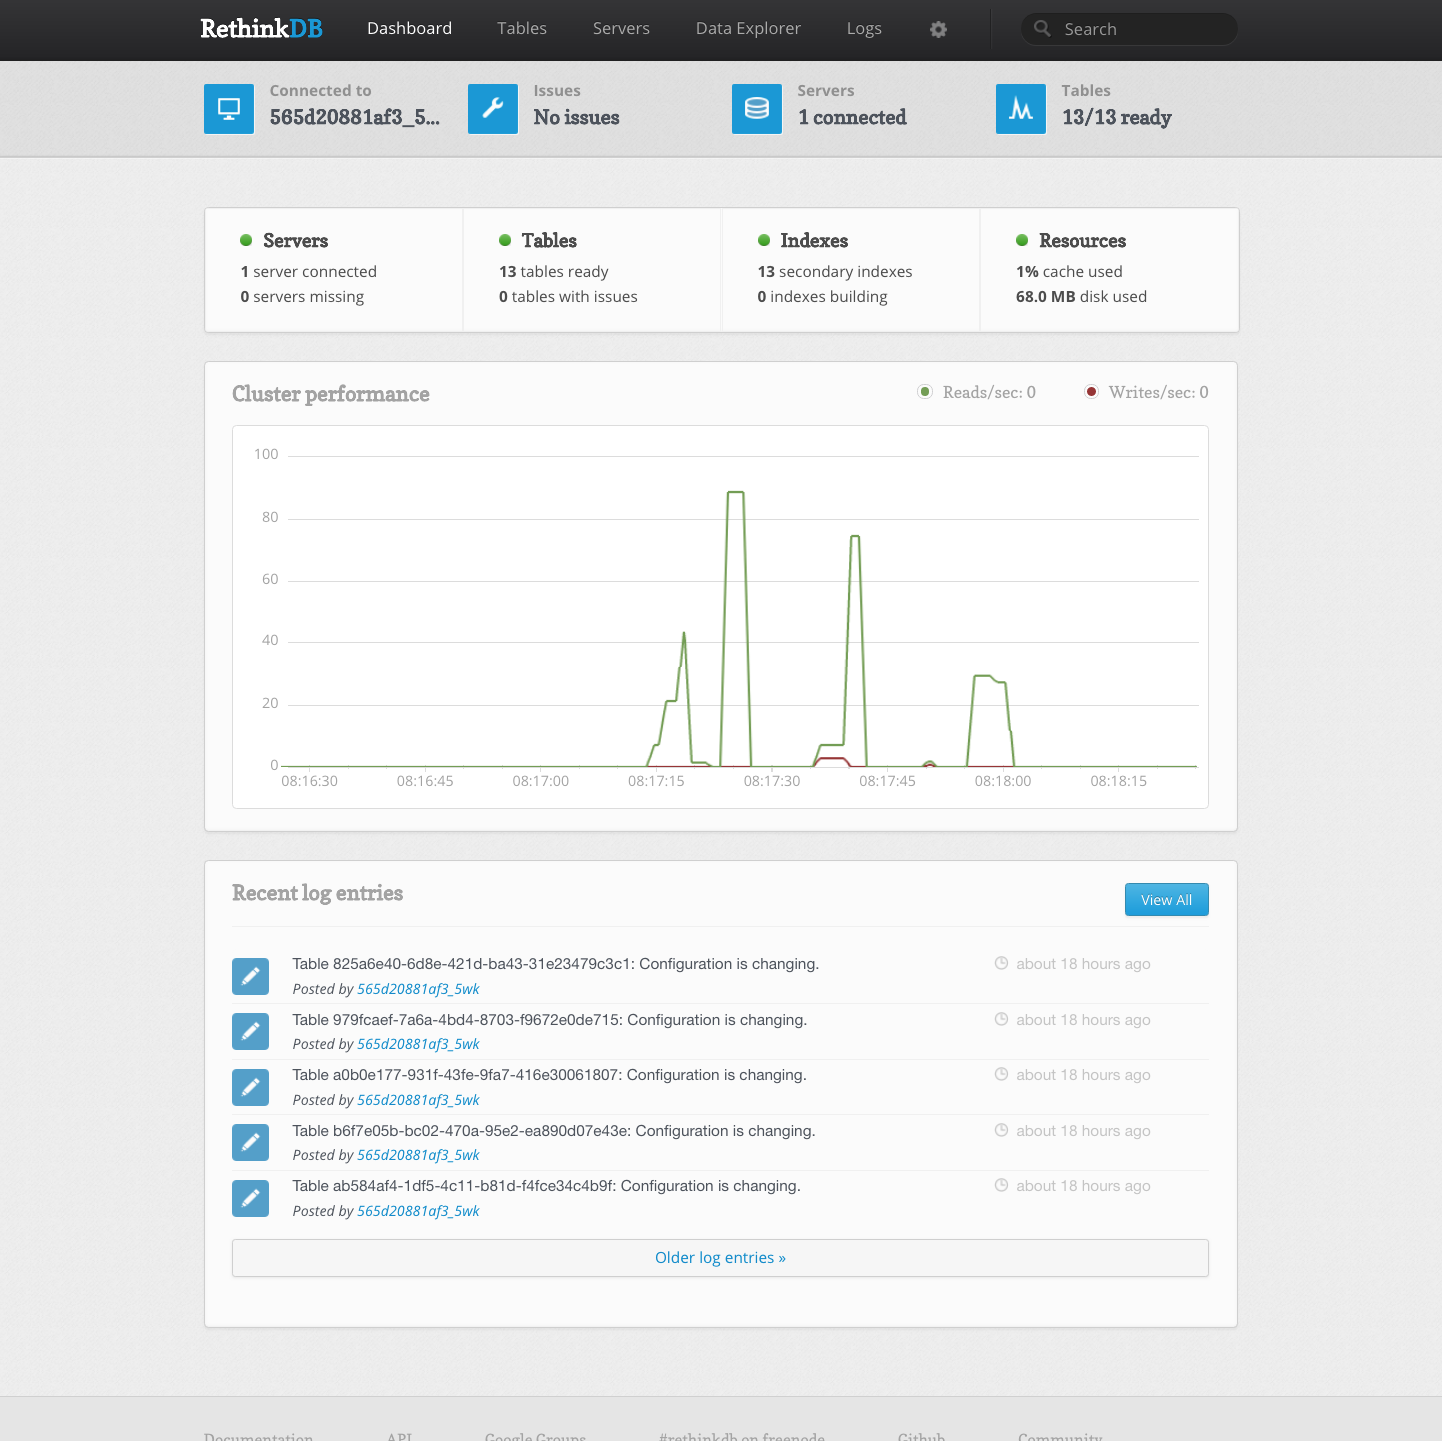 RethinkDB Dashboard Tables Servers Data Explorer Logs Search
Connected to Issues Servers Tables
565d20881af3_5... No issues 1 connected 13/13 ready
Servers Tables Indexes Resources
1 server connected 13 tables ready 13 secondary indexes 1% cache used
0 servers missing 0 tables with issues 0 indexes building 68.0 MB disk used
Cluster performance Reads/sec: 0 Writes/sec: 0
100
80
60
40
20
0
08:16:30 08:16:45 08:17:00 08:17:15 08:17:30 08:17:45 08:18:00 08:18:15
Recent log entries View All
Table 825a6e40-6d8e-421d-ba43-31e23479c3c1: Configuration is changing. about 18 hours ago
Posted by 565d20881af3_5wk
Table 979fcaef-7a6a-4bd4-8703-f9672e0de715: Configuration is changing. about 18 hours ago
Posted by 565d20881af3_5wk
Table a0b0e177-931f-43fe-9fa7-416e30061807: Configuration is changing. about 18 hours ago
Posted by 565d20881af3_5wk
Table b6f7e05b-bc02-470a-95e2-ea890d07e43e: Configuration is changing. about 18 hours ago
Posted by 565d20881af3_5wk
Table ab584af4-1df5-4c11-b81d-f4fce34c4b9f: Configuration is changing. about 18 hours ago
Posted by 565d20881af3_5wk
Older log entries »
Documentation API Google Groups #rethinkdb on freenode Github Community